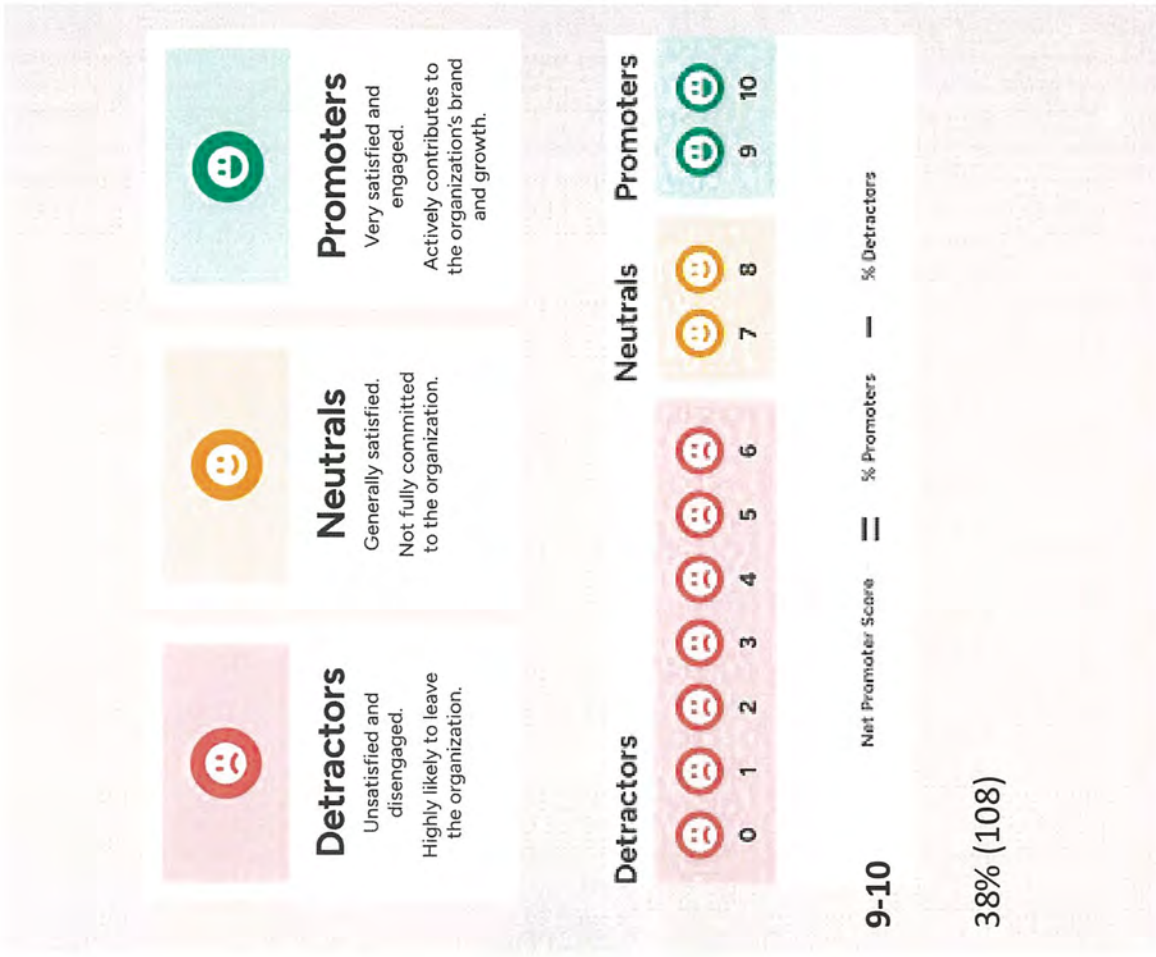 Detractors
Unsatisfied and
disengaged.
Highly likely to leave
the organization.
Neutrals
Generally satisfied.
Not fully committed
to the organization.
Promoters
Very satisfied and
engaged.
Actively contributes to
the organization's brand
and growth.
Detractors
Neutrals
Promoters
0 1 2 3 4 5 6 7 8 9 10
Net Promoter Score = % Promoters − % Detractors
9-10
38% (108)